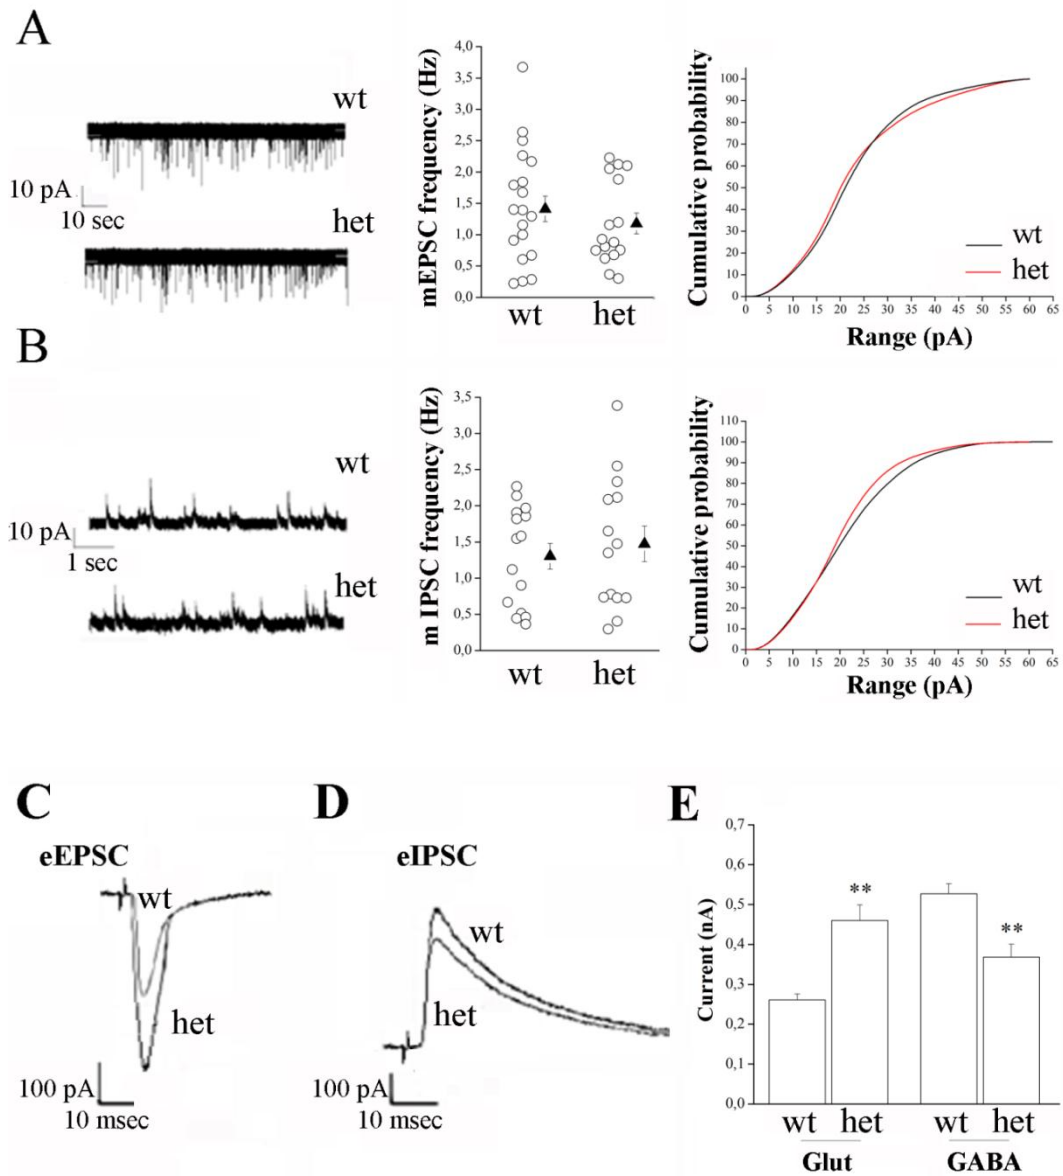 A
wt
10 pA
10 sec
het
mEPSC frequency (Hz)
4,0
3,5
3,0
2,5
2,0
1,5
1,0
0,5
0,0
wt het
Cumulative probability
100
90
80
70
60
50
40
30
20
10
0
wt
het
0 5 10 15 20 25 30 35 40 45 50 55 60 65
Range (pA)
B
wt
10 pA
1 sec
het
m IPSC frequency (Hz)
3,5
3,0
2,5
2,0
1,5
1,0
0,5
0,0
wt het
Cumulative probability
110
100
90
80
70
60
50
40
30
20
10
0
wt
het
0 5 10 15 20 25 30 35 40 45 50 55 60 65
Range (pA)
C
eEPSC
wt
het
100 pA
10 msec
D
eIPSC
wt
het
100 pA
10 msec
E
Current (nA)
0,7
0,6
0,5
0,4
0,3
0,2
0,1
0,0
**
**
wt het wt het
Glut GABA